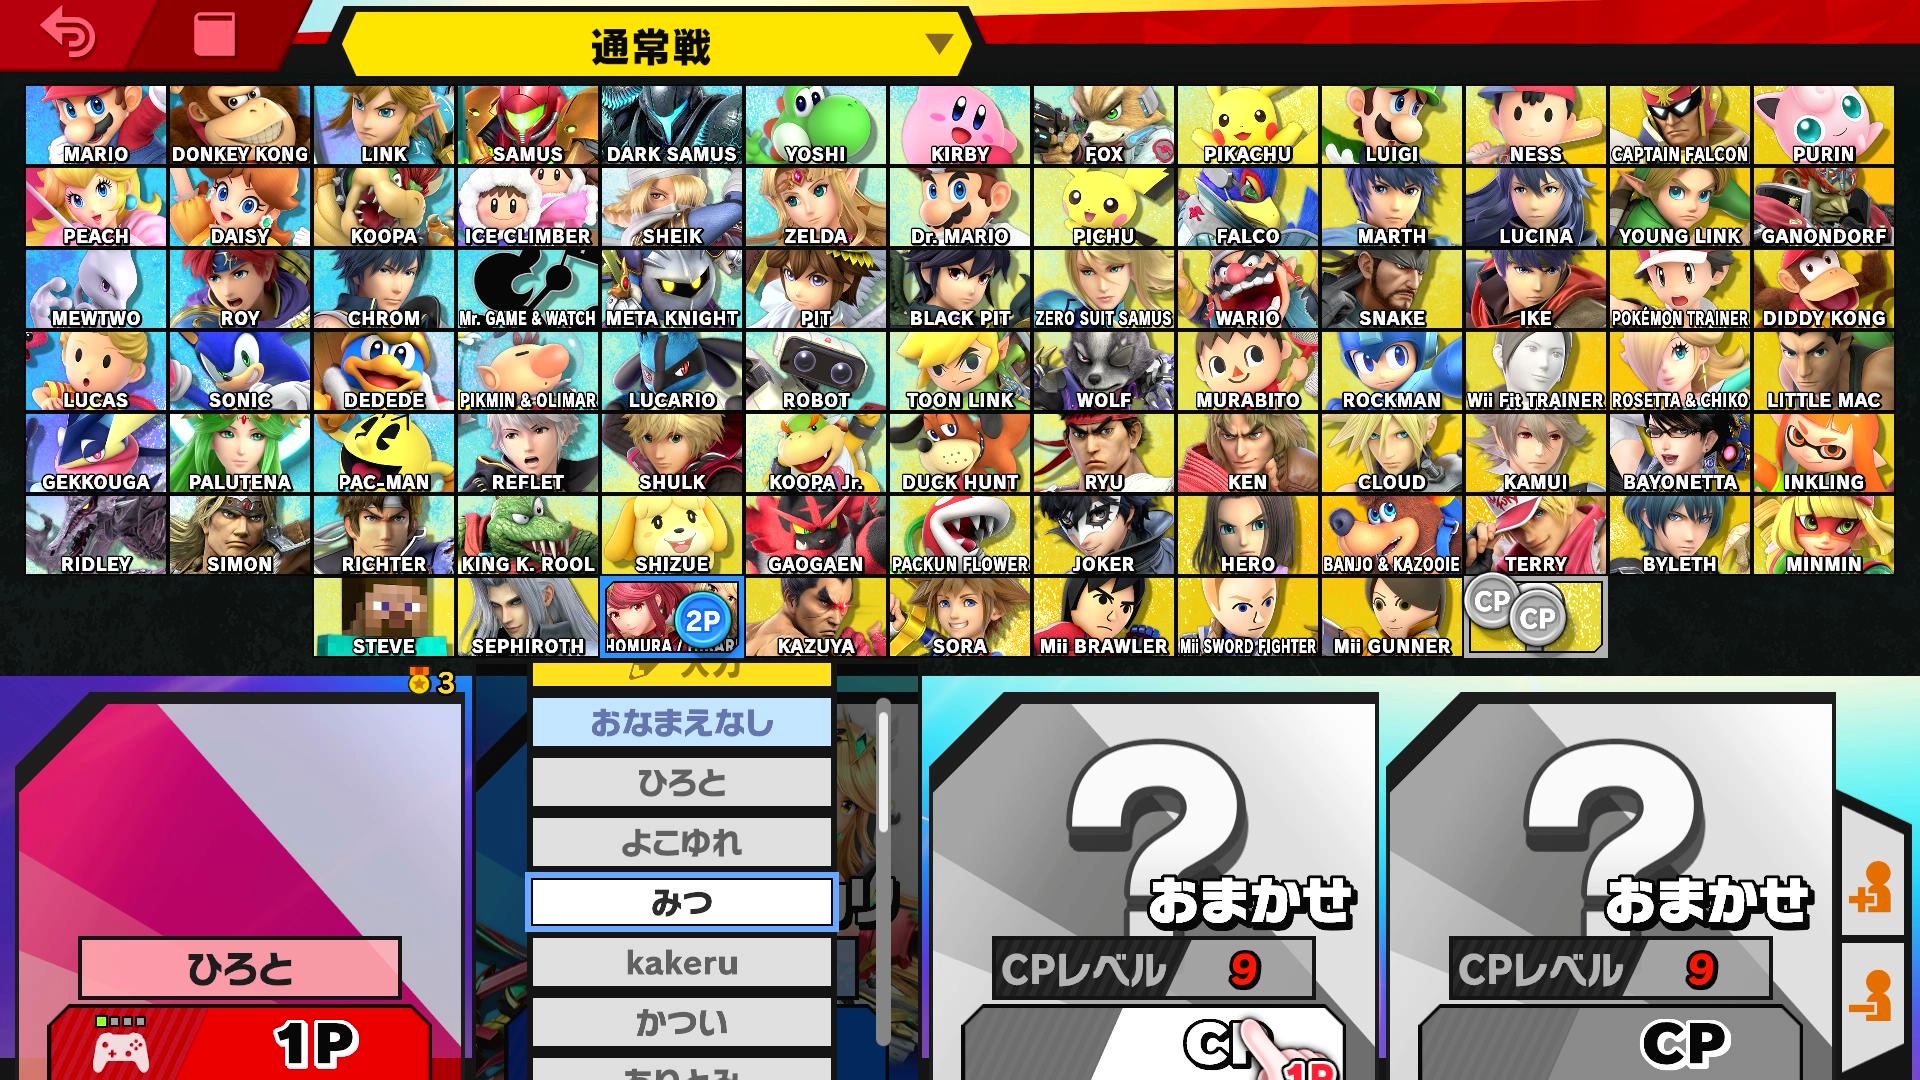 通常戦
MARIO
DONKEY KONG
LINK
SAMUS
DARK SAMUS
YOSHI
KIRBY
FOX
PIKACHU
LUIGI
NESS
CAPTAIN FALCON
PURIN
PEACH
DAISY
KOOPA
ICE CLIMBER
SHEIK
ZELDA
Dr. MARIO
PICHU
FALCO
MARTH
LUCINA
YOUNG LINK
GANONDORF
MEWTWO
ROY
CHROM
Mr. GAME & WATCH
META KNIGHT
PIT
BLACK PIT
ZERO SUIT SAMUS
WARIO
SNAKE
IKE
POKÉMON TRAINER
DIDDY KONG
LUCAS
SONIC
DEDEDE
PIKMIN & OLIMAR
LUCARIO
ROBOT
TOON LINK
WOLF
MURABITO
ROCKMAN
Wii Fit TRAINER
ROSETTA & CHIKO
LITTLE MAC
GEKKOUGA
PALUTENA
PAC-MAN
REFLET
SHULK
KOOPA Jr.
DUCK HUNT
RYU
KEN
CLOUD
KAMUI
BAYONETTA
INKLING
RIDLEY
SIMON
RICHTER
KING K. ROOL
SHIZUE
GAOGAEN
PACKUN FLOWER
JOKER
HERO
BANJO & KAZOOIE
TERRY
BYLETH
MINMIN
STEVE
SEPHIROTH
HOMURA /
2P
KAZUYA
SORA
Mii BRAWLER
Mii SWORD FIGHTER
Mii GUNNER
CP
CP
3
ひろと
1P
入力
おなまえなし
ひろと
よこゆれ
みつ
kakeru
かつい
おまかせ
CPレベル 9
CP
1P
おまかせ
CPレベル 9
CP